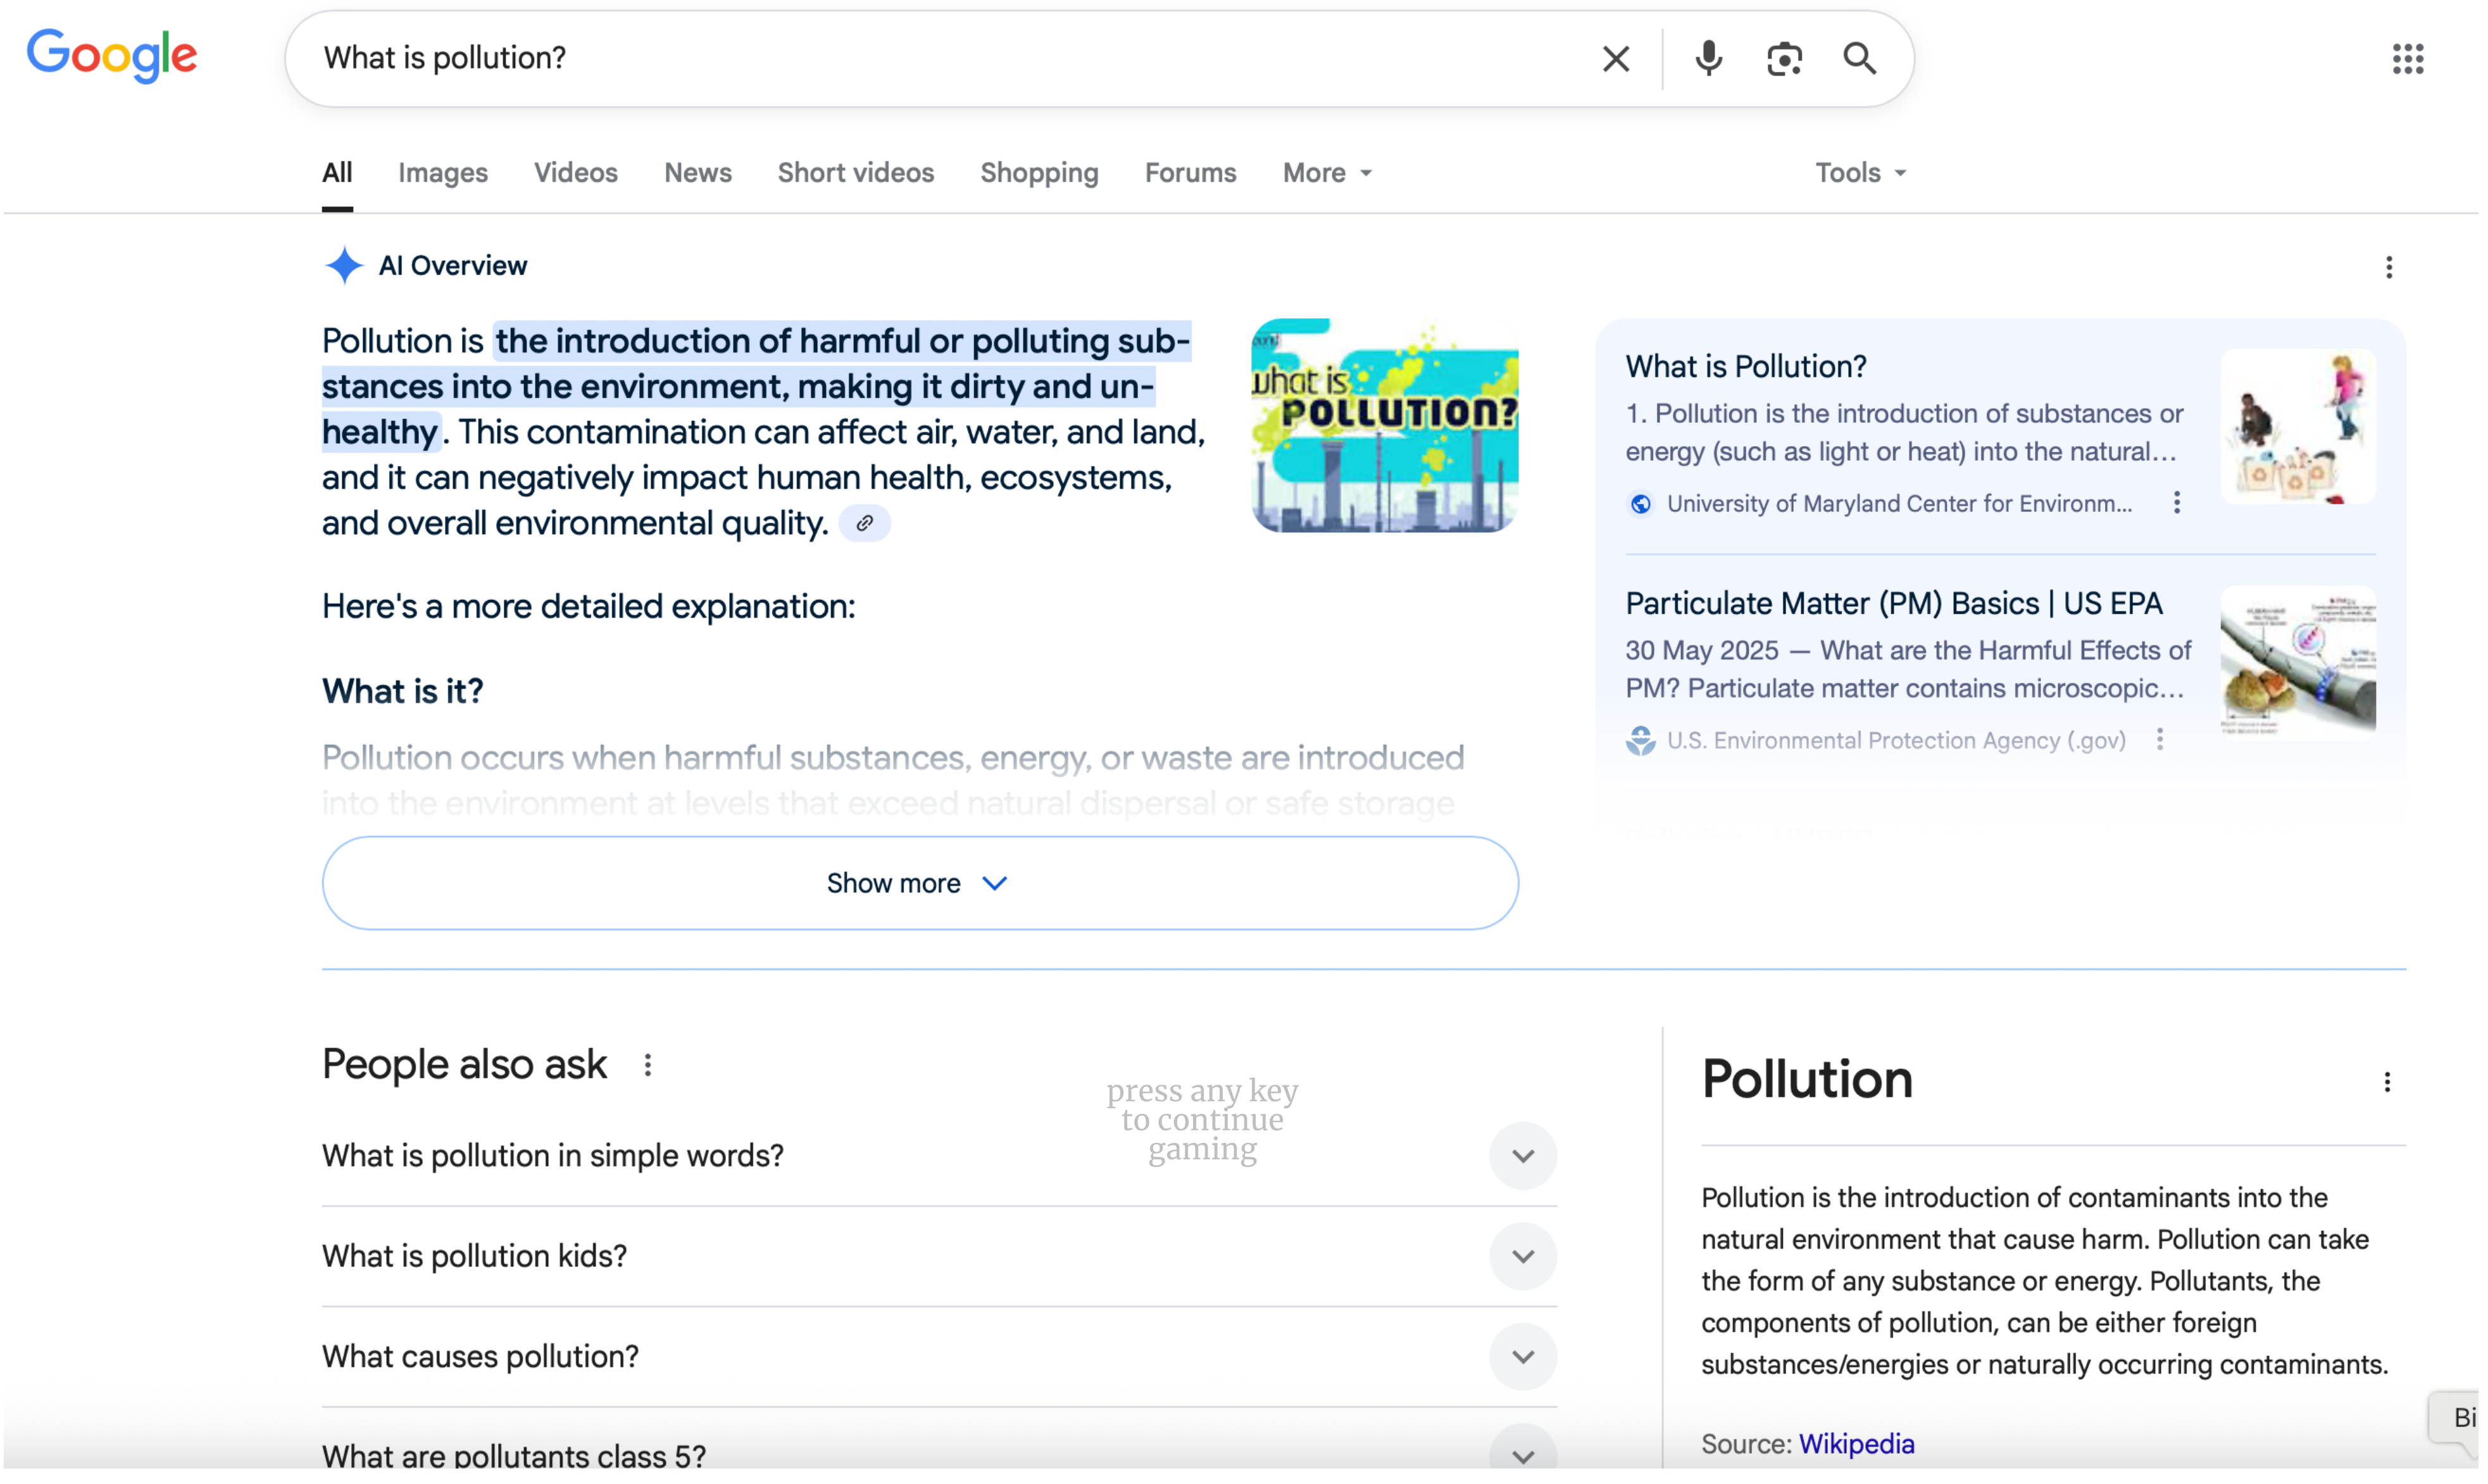 Google
What is pollution?
All Images Videos News Short videos Shopping Forums More Tools
AI Overview
Pollution is the introduction of harmful or polluting sub-
stances into the environment, making it dirty and un-
healthy. This contamination can affect air, water, and land,
and it can negatively impact human health, ecosystems,
and overall environmental quality.
what is
POLLUTION?
Here's a more detailed explanation:
What is it?
Pollution occurs when harmful substances, energy, or waste are introduced
into the environment at levels that exceed natural dispersal or safe storage
Show more
What is Pollution?
1. Pollution is the introduction of substances or
energy (such as light or heat) into the natural...
University of Maryland Center for Environm...
Particulate Matter (PM) Basics | US EPA
30 May 2025 — What are the Harmful Effects of
PM? Particulate matter contains microscopic...
U.S. Environmental Protection Agency (.gov)
People also ask
press any key
to continue
gaming
What is pollution in simple words?
What is pollution kids?
What causes pollution?
What are pollutants class 5?
Pollution
Pollution is the introduction of contaminants into the
natural environment that cause harm. Pollution can take
the form of any substance or energy. Pollutants, the
components of pollution, can be either foreign
substances/energies or naturally occurring contaminants.
Source: Wikipedia
Bi